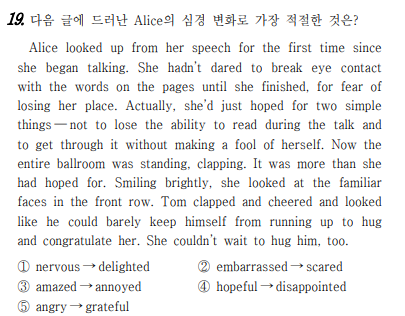 19. 다음 글에 드러난 Alice의 심경 변화로 가장 적절한 것은?
Alice looked up from her speech for the first time since
she began talking. She hadn't dared to break eye contact
with the words on the pages until she finished, for fear of
losing her place. Actually, she'd just hoped for two simple
things—not to lose the ability to read during the talk and
to get through it without making a fool of herself. Now the
entire ballroom was standing, clapping. It was more than she
had hoped for. Smiling brightly, she looked at the familiar
faces in the front row. Tom clapped and cheered and looked
like he could barely keep himself from running up to hug
and congratulate her. She couldn't wait to hug him, too.
① nervous → delighted ② embarrassed → scared
③ amazed → annoyed ④ hopeful → disappointed
⑤ angry → grateful